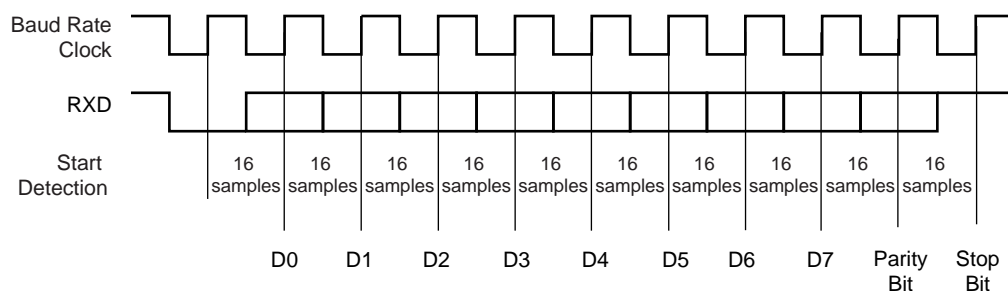 Baud Rate
Clock
RXD
Start
Detection
16 16 16 16 16 16 16 16 16 16
samples samples samples samples samples samples samples samples samples samples
D0 D1 D2 D3 D4 D5 D6 D7 Parity Stop
Bit Bit